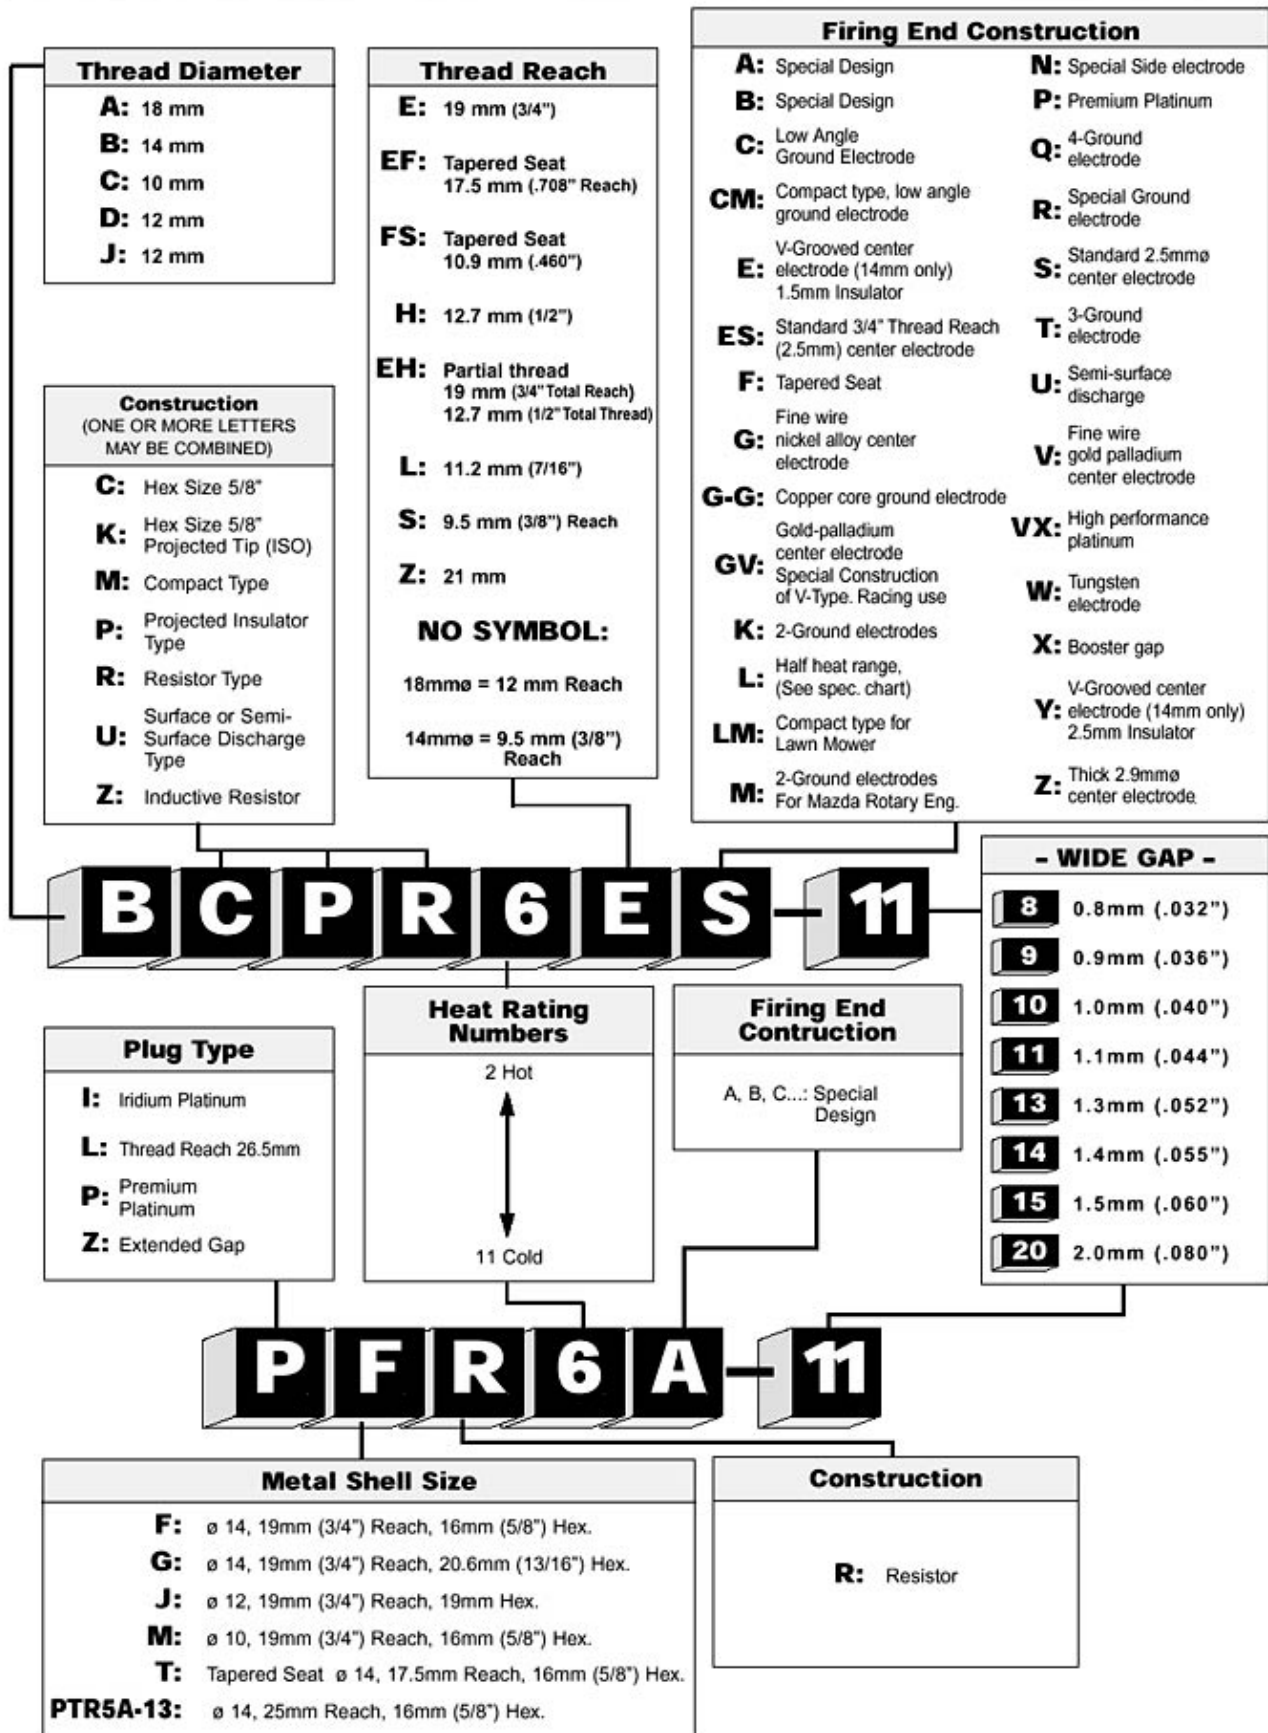 Thread Diameter
A: 18 mm
B: 14 mm
C: 10 mm
D: 12 mm
J: 12 mm
Construction
(ONE OR MORE LETTERS
MAY BE COMBINED)
C: Hex Size 5/8"
K: Hex Size 5/8"
Projected Tip (ISO)
M: Compact Type
P: Projected Insulator
Type
R: Resistor Type
U: Surface or Semi-
Surface Discharge
Type
Z: Inductive Resistor
Thread Reach
E: 19 mm (3/4")
EF: Tapered Seat
17.5 mm (.708" Reach)
FS: Tapered Seat
10.9 mm (.460")
H: 12.7 mm (1/2")
EH: Partial thread
19 mm (3/4" Total Reach)
12.7 mm (1/2" Total Thread)
L: 11.2 mm (7/16")
S: 9.5 mm (3/8") Reach
Z: 21 mm
NO SYMBOL:
18mmø = 12 mm Reach
14mmø = 9.5 mm (3/8")
Reach
Firing End Construction
A: Special Design
B: Special Design
C: Low Angle
Ground Electrode
CM: Compact type, low angle
ground electrode
E: V-Grooved center
electrode (14mm only)
1.5mm Insulator
ES: Standard 3/4" Thread Reach
(2.5mm) center electrode
F: Tapered Seat
G: Fine wire
nickel alloy center
electrode
G-G: Copper core ground electrode
GV: Gold-palladium
center electrode
Special Construction
of V-Type. Racing use
K: 2-Ground electrodes
L: Half heat range,
(See spec. chart)
LM: Compact type for
Lawn Mower
M: 2-Ground electrodes
For Mazda Rotary Eng.
N: Special Side electrode
P: Premium Platinum
Q: 4-Ground
electrode
R: Special Ground
electrode
S: Standard 2.5mmø
center electrode
T: 3-Ground
electrode
U: Semi-surface
discharge
V: Fine wire
gold palladium
center electrode
VX: High performance
platinum
W: Tungsten
electrode
X: Booster gap
Y: V-Grooved center
electrode (14mm only)
2.5mm Insulator
Z: Thick 2.9mmø
center electrode.
B C P R 6 E S - 11
- WIDE GAP -
8 0.8mm (.032")
9 0.9mm (.036")
10 1.0mm (.040")
11 1.1mm (.044")
13 1.3mm (.052")
14 1.4mm (.055")
15 1.5mm (.060")
20 2.0mm (.080")
Plug Type
I: Iridium Platinum
L: Thread Reach 26.5mm
P: Premium
Platinum
Z: Extended Gap
Heat Rating
Numbers
2 Hot
11 Cold
Firing End
Contruction
A, B, C...: Special
Design
P F R 6 A - 11
Metal Shell Size
F: ø 14, 19mm (3/4") Reach, 16mm (5/8") Hex.
G: ø 14, 19mm (3/4") Reach, 20.6mm (13/16") Hex.
J: ø 12, 19mm (3/4") Reach, 19mm Hex.
M: ø 10, 19mm (3/4") Reach, 16mm (5/8") Hex.
T: Tapered Seat ø 14, 17.5mm Reach, 16mm (5/8") Hex.
PTR5A-13: ø 14, 25mm Reach, 16mm (5/8") Hex.
Construction
R: Resistor